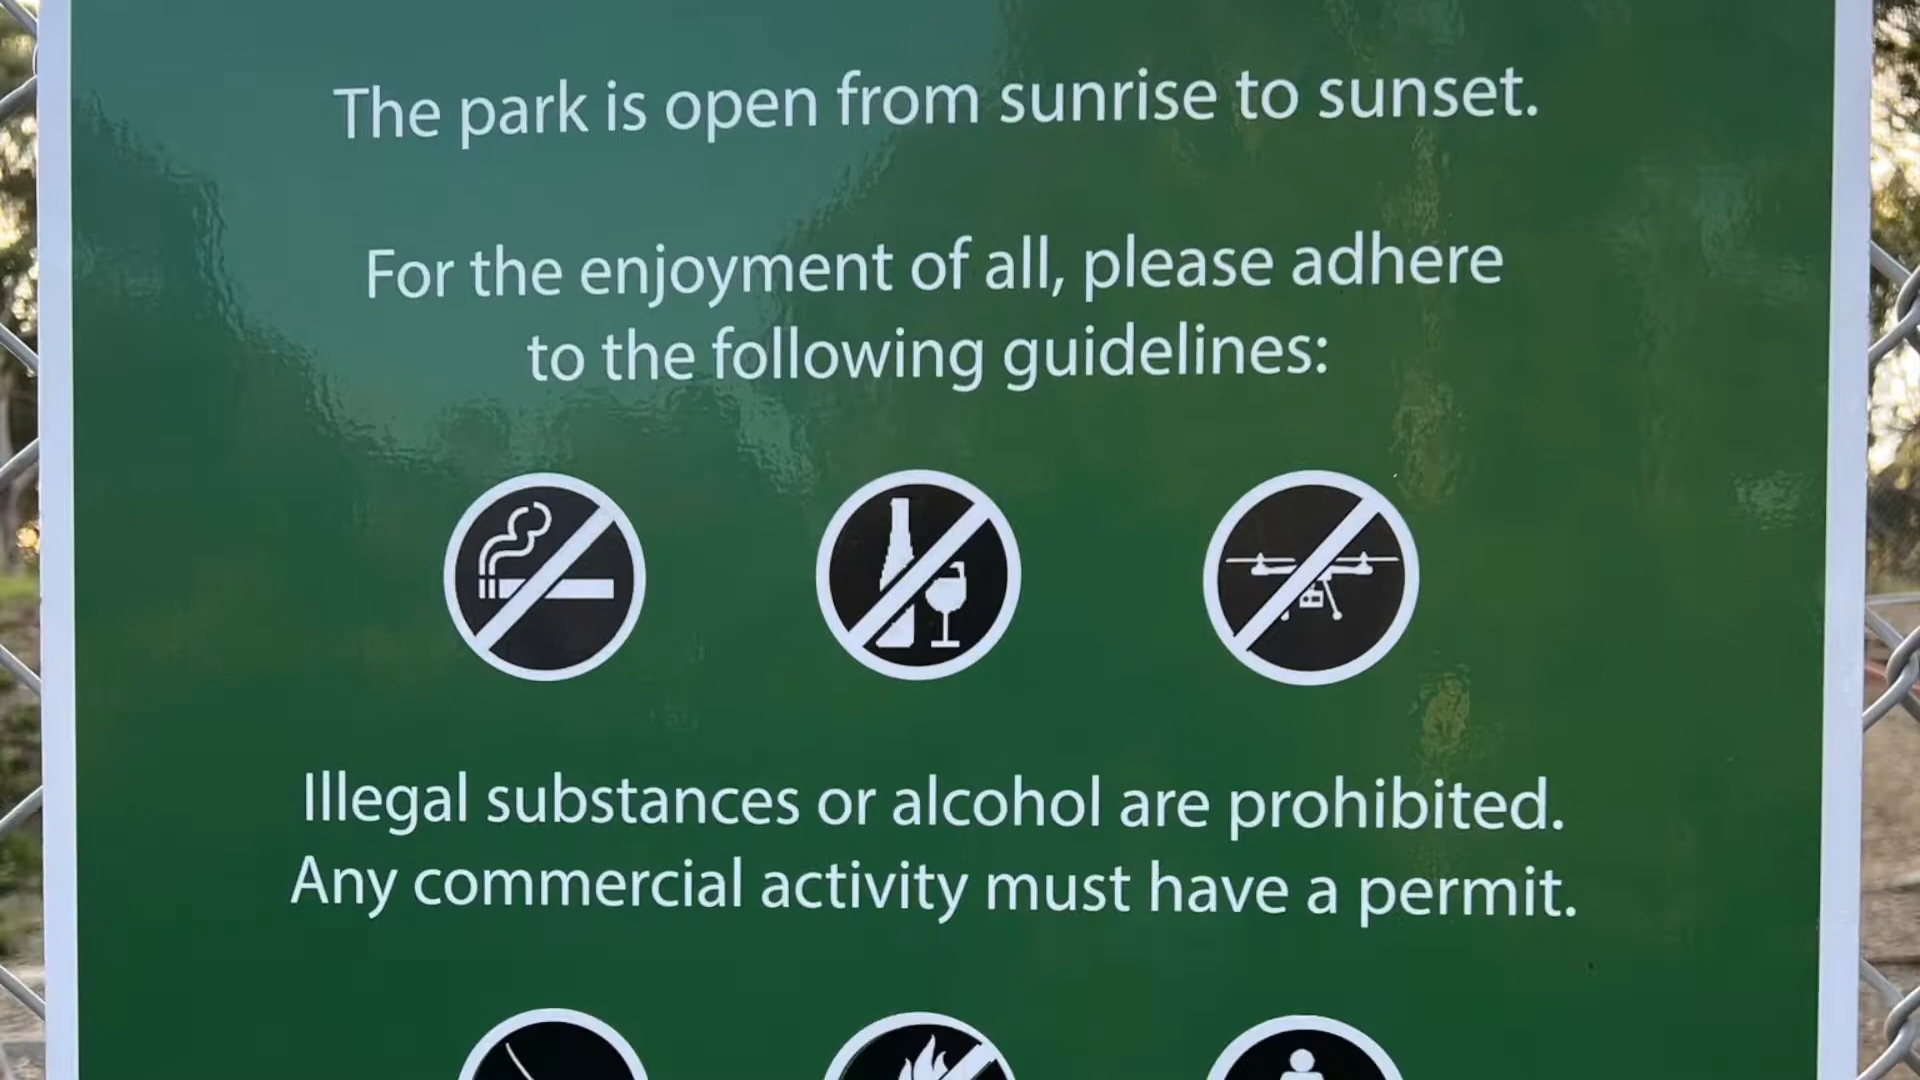 The park is open from sunrise to sunset.
For the enjoyment of all, please adhere
to the following guidelines:
Illegal substances or alcohol are prohibited.
Any commercial activity must have a permit.